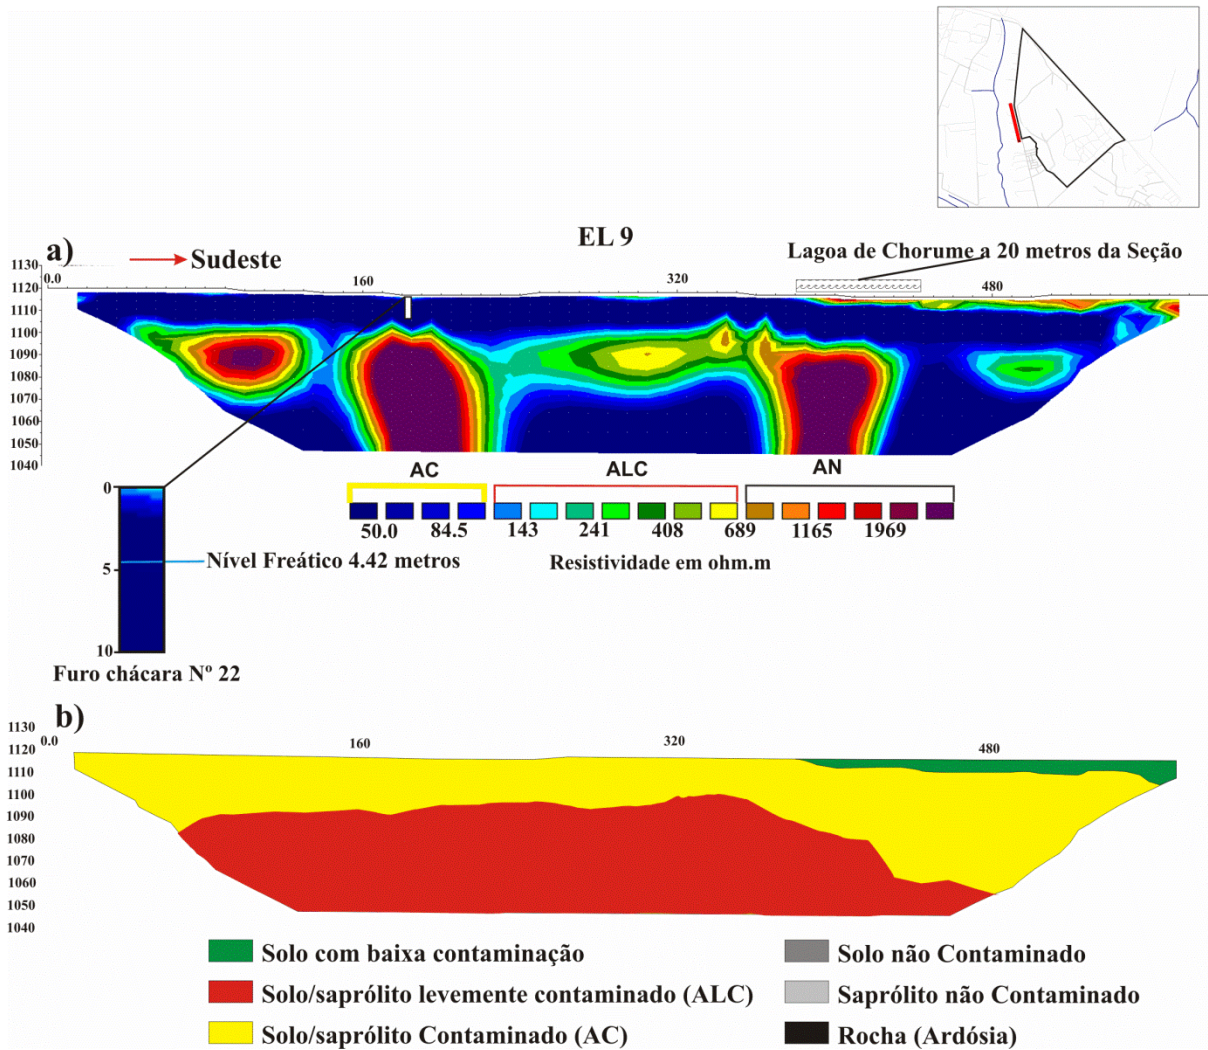 EL 9
a)
Sudeste
Lagoa de Chorume a 20 metros da Seção
1130
1120
1110
1100
1090
1080
1070
1060
1050
1040
0.0 160 320 480
AC ALC AN
50.0 84.5 143 241 408 689 1165 1969
Resistividade em ohm.m
0
5
10
Nível Freático 4.42 metros
Furo chácara Nº 22
b)
1130
1120
1110
1100
1090
1080
1070
1060
1050
1040
0.0 160 320 480
Solo com baixa contaminação
Solo/saprólito levemente contaminado (ALC)
Solo/saprólito Contaminado (AC)
Solo não Contaminado
Saprólito não Contaminado
Rocha (Ardósia)